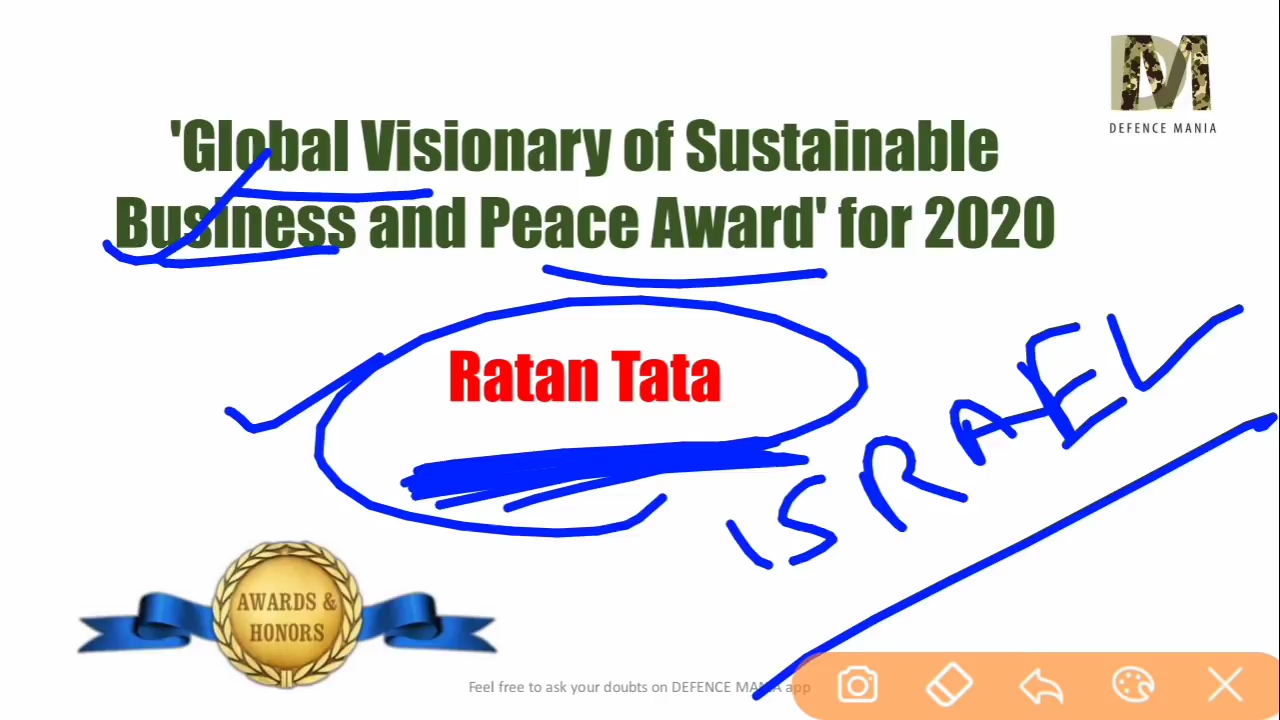 DM
DEFENCE MANIA
'Global Visionary of Sustainable
Business and Peace Award' for 2020
Ratan Tata
ISRAEL
AWARDS &
HONORS
Feel free to ask your doubts on DEFENCE MANIA app